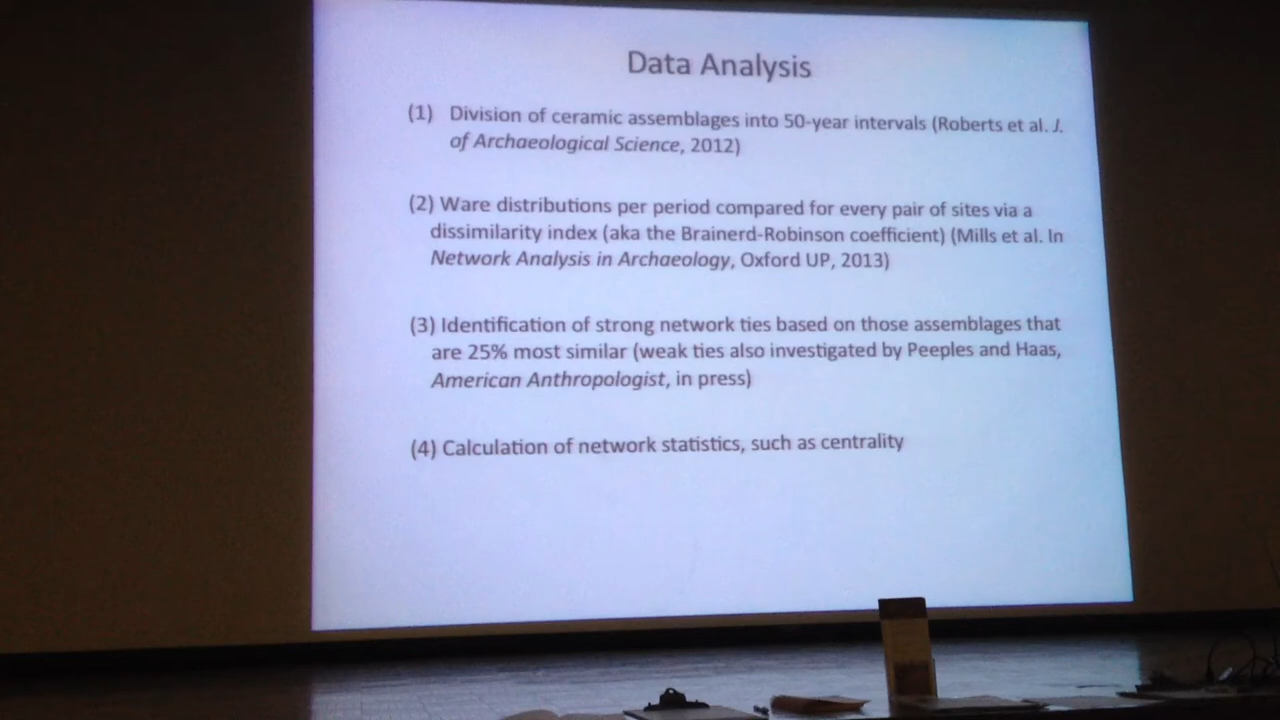 Data Analysis
(1) Division of ceramic assemblages into 50-year intervals (Roberts et al. J.
of Archaeological Science, 2012)
(2) Ware distributions per period compared for every pair of sites via a
dissimilarity index (aka the Brainerd-Robinson coefficient) (Mills et al. In
Network Analysis in Archaeology, Oxford UP, 2013)
(3) Identification of strong network ties based on those assemblages that
are 25% most similar (weak ties also investigated by Peeples and Haas,
American Anthropologist, in press)
(4) Calculation of network statistics, such as centrality